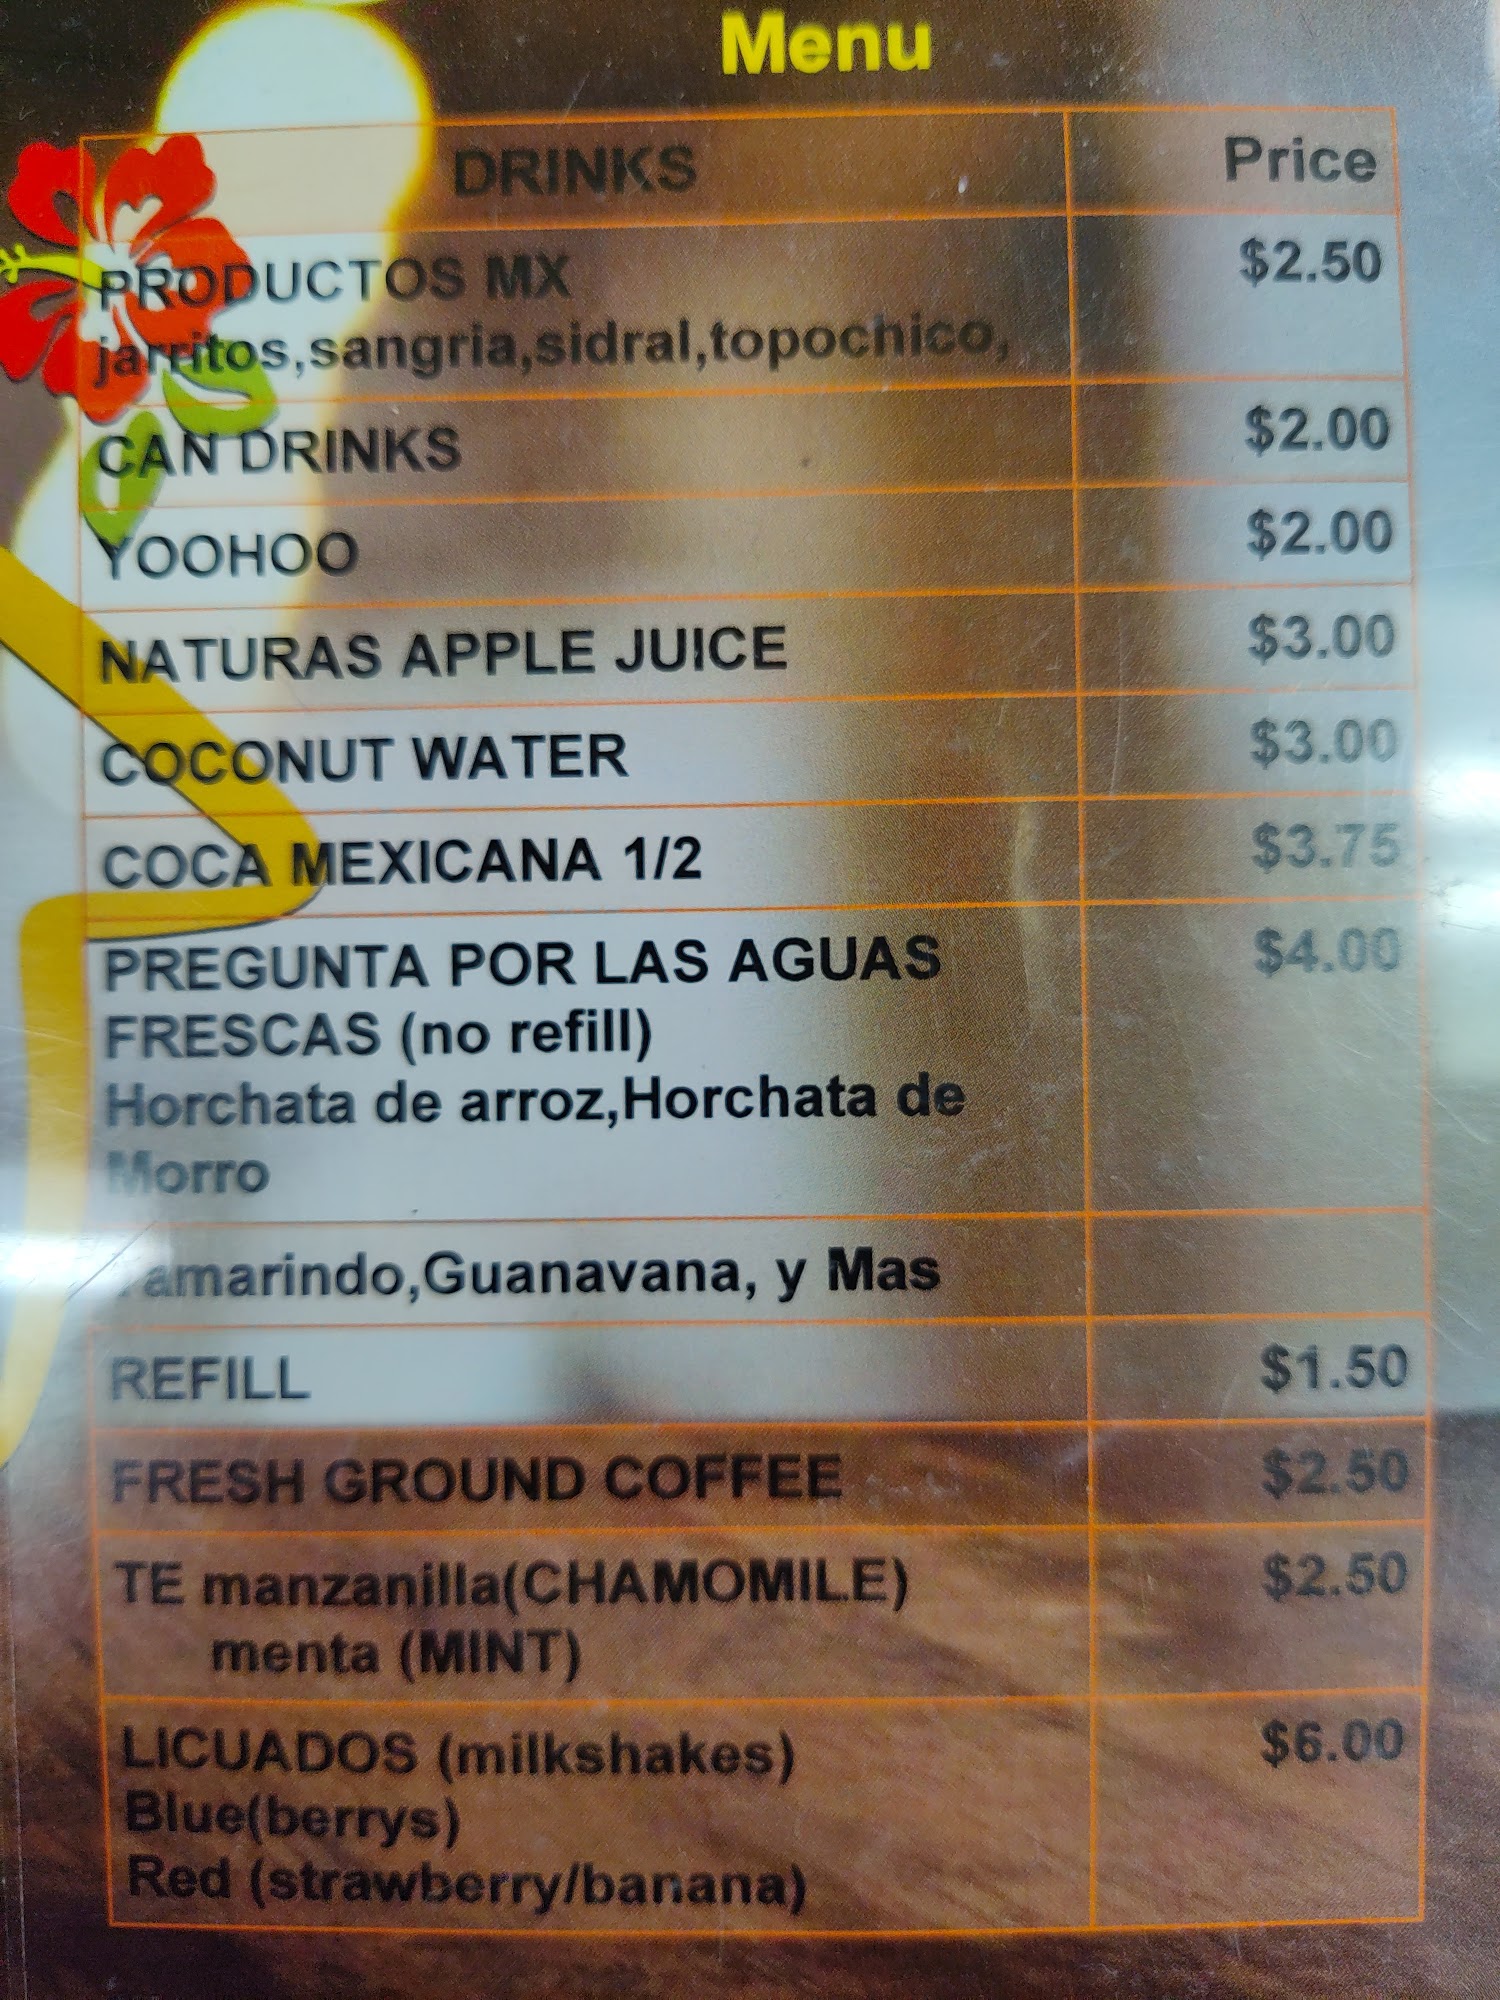 Menu
DRINKS Price
PRODUCTOS MX $2.50
jarritos,sangria,sidral,topochico,
CAN DRINKS $2.00
YOOHOO $2.00
NATURAS APPLE JUICE $3.00
COCONUT WATER $3.00
COCA MEXICANA 1/2 $3.75
PREGUNTA POR LAS AGUAS $4.00
FRESCAS (no refill)
Horchata de arroz,Horchata de
Morro
Tamarindo,Guanavana, y Mas
REFILL $1.50
FRESH GROUND COFFEE $2.50
TE manzanilla(CHAMOMILE) $2.50
menta (MINT)
LICUADOS (milkshakes) $6.00
Blue(berrys)
Red (strawberry/banana)